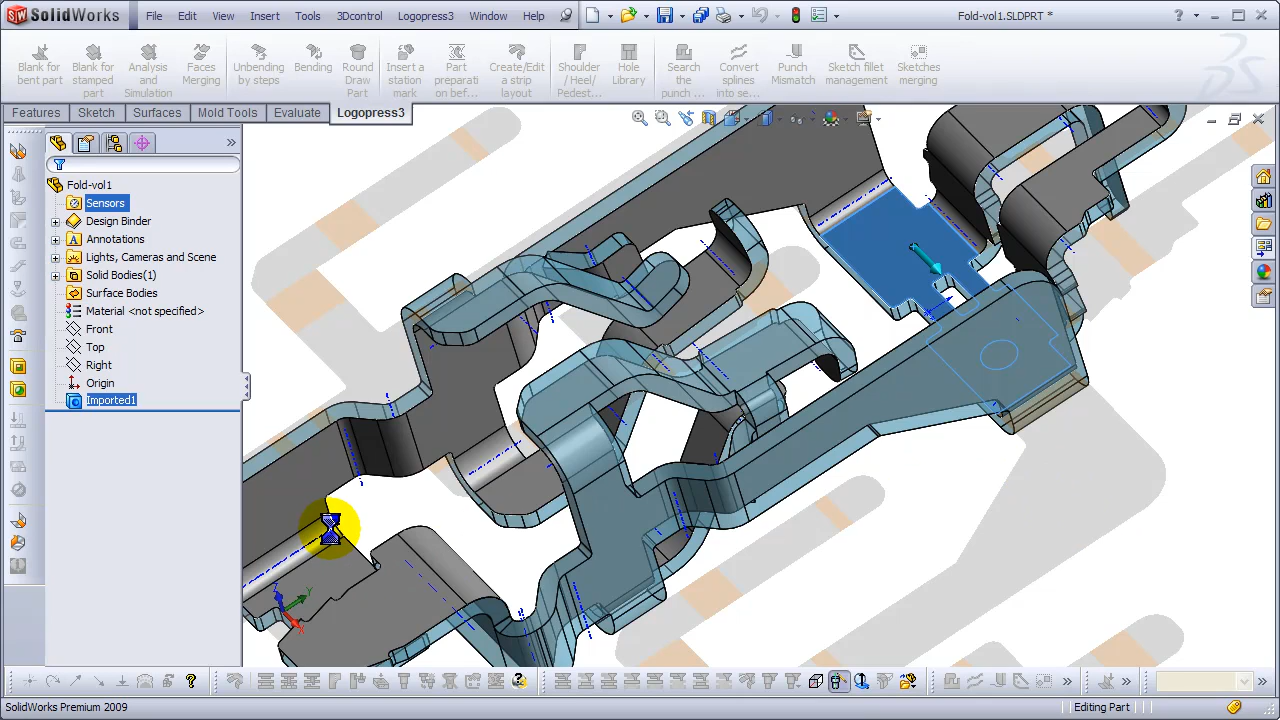 SolidWorks File Edit View Insert Tools 3Dcontrol Logopress3 Window Help Fold-vol1.SLDPRT *
Blank for bent part
Blank for stamped part
Analysis and Simulation
Faces Merging
Unbending by steps
Bending
Round Draw Part
Insert a station mark
Part preparati on bef...
Create/Edit a strip layout
Shoulder / Heel/ Pedest...
Hole Library
Search the punch ...
Convert splines into se...
Punch Mismatch
Sketch fillet management
Sketches merging
Features Sketch Surfaces Mold Tools Evaluate Logopress3
Fold-vol1
Sensors
Design Binder
Annotations
Lights, Cameras and Scene
Solid Bodies(1)
Surface Bodies
Material <not specified>
Front
Top
Right
Origin
Imported1
Z
Y
X
SolidWorks Premium 2009
Editing Part